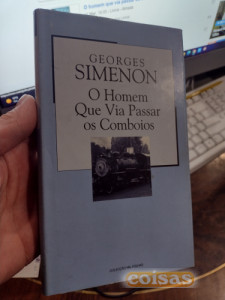 GEORGES
SIMENON
O Homem
Que Via Passar
os Comboios
coisas